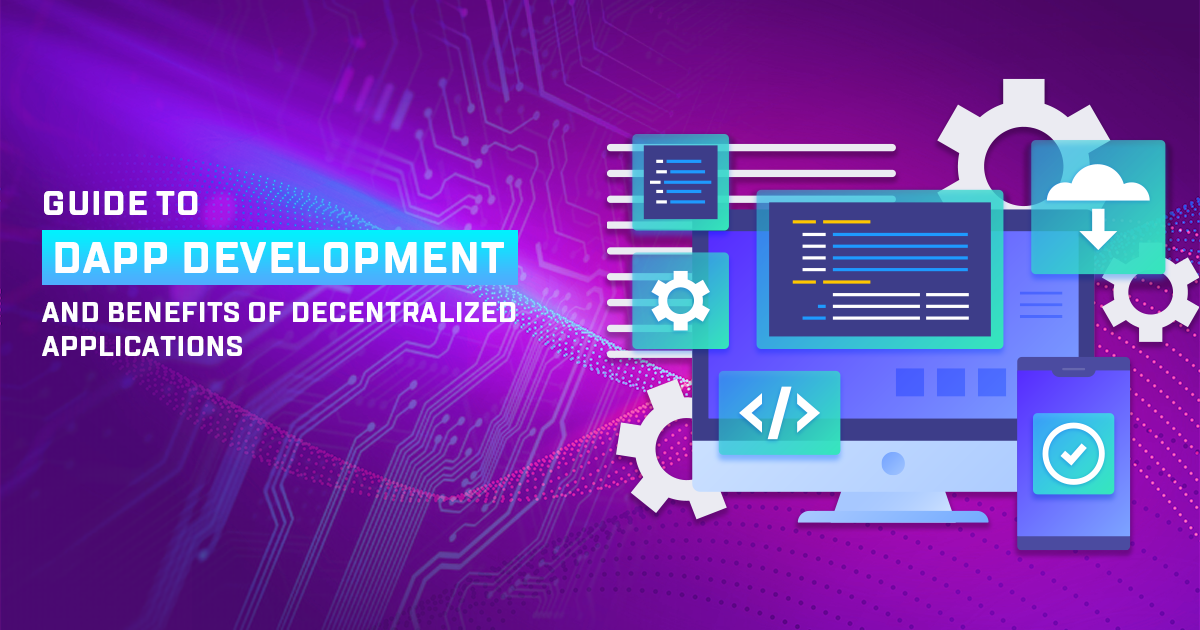 GUIDE TO
DAPP DEVELOPMENT
AND BENEFITS OF DECENTRALIZED
APPLICATIONS